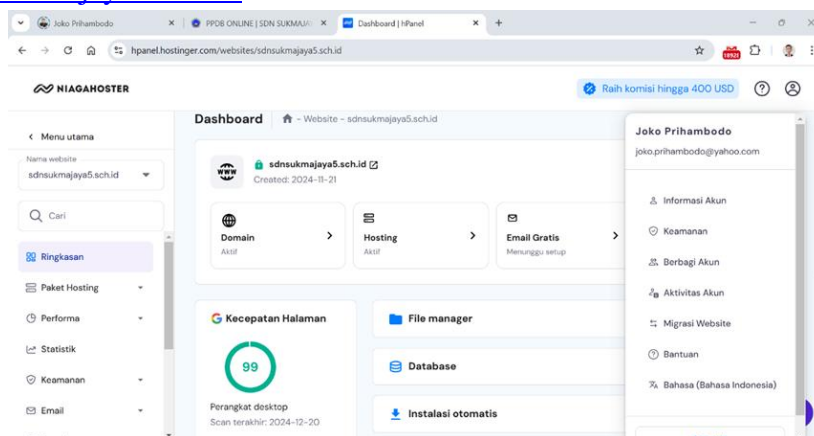 Joko Prihambodo
PPDB ONLINE | SDN SUKMAJA
Dashboard | hPanel
hpanel.hostinger.com/websites/sdnsukmajaya5.sch.id
NIAGAHOSTER
Raih komisi hingga 400 USD
Menu utama
Nama website
sdnsukmajaya5.sch.id
Cari
Ringkasan
Paket Hosting
Performa
Statistik
Keamanan
Email
Dashboard
- Website - sdnsukmajaya5.sch.id
www
sdnsukmajaya5.sch.id
Created: 2024-11-21
Domain
Aktif
Hosting
Aktif
Email Gratis
Menunggu setup
Kecepatan Halaman
99
Perangkat desktop
Scan terakhir: 2024-12-20
File manager
Database
Instalasi otomatis
Joko Prihambodo
joko.prihambodo@yahoo.com
Informasi Akun
Keamanan
Berbagi Akun
Aktivitas Akun
Migrasi Website
Bantuan
Bahasa (Bahasa Indonesia)